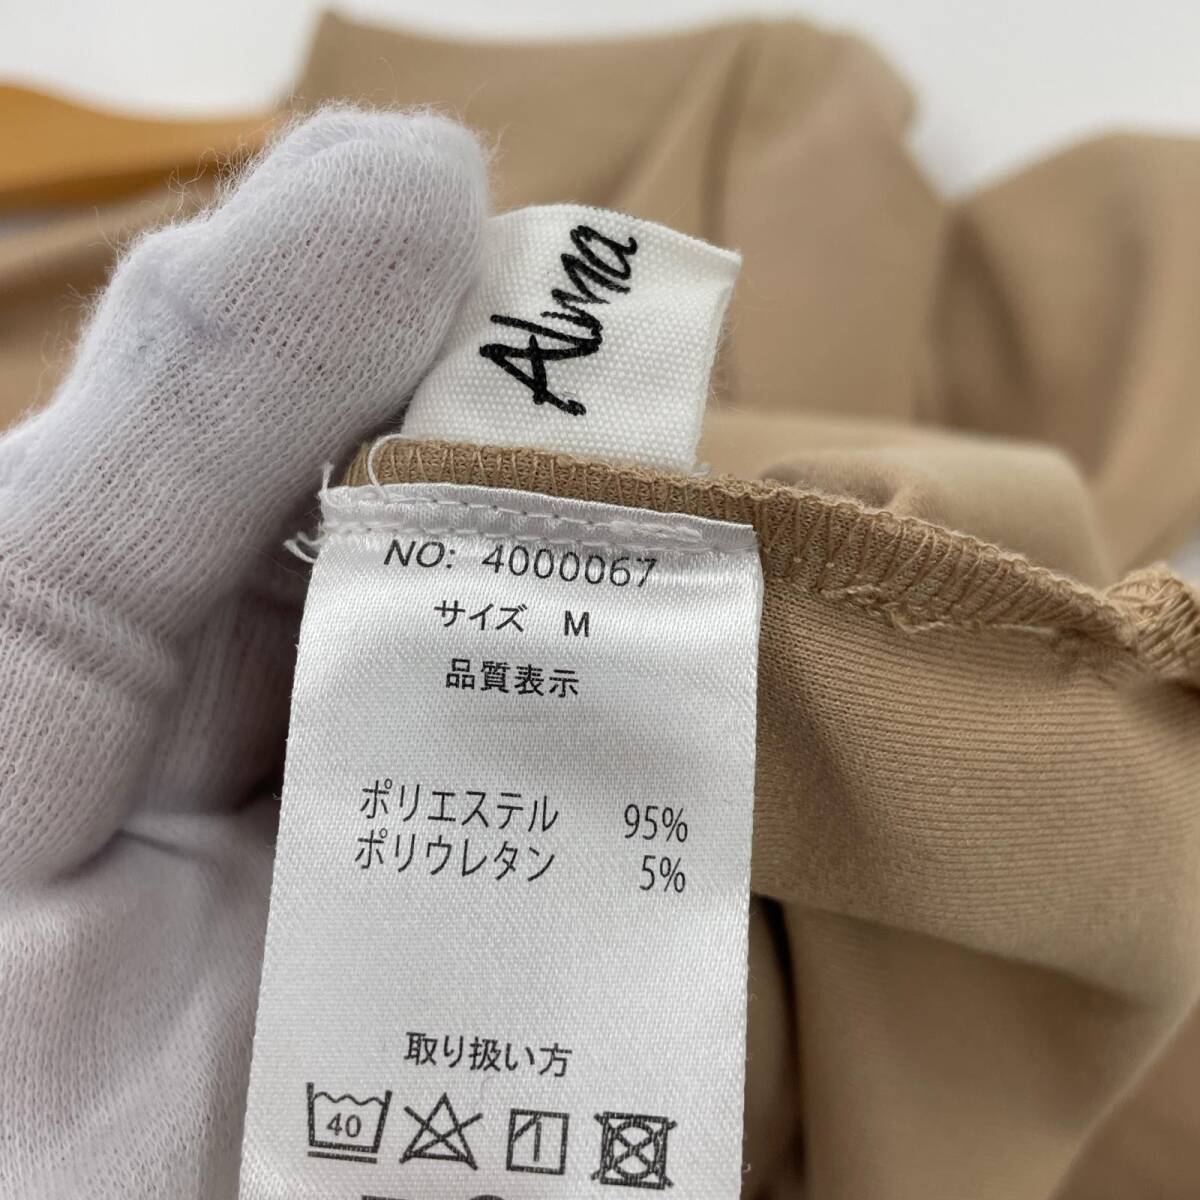 Alma
NO: 4000067
サイズ M
品質表示
ポリエステル 95%
ポリウレタン 5%
取り扱い方
40